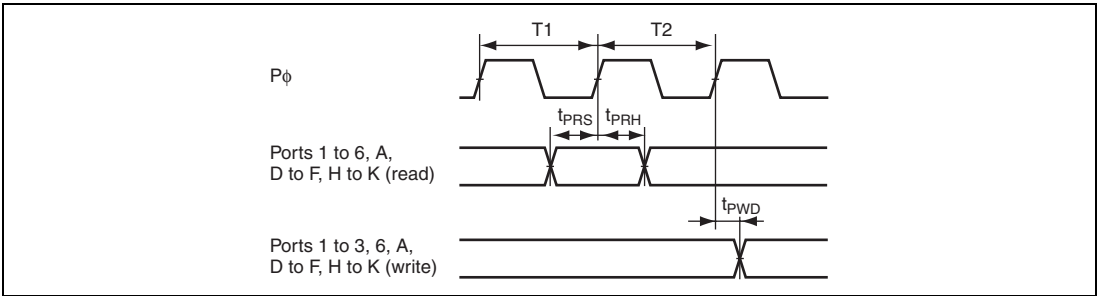 T1 T2
Pφ
tPRS tPRH
Ports 1 to 6, A,
D to F, H to K (read)
tPWD
Ports 1 to 3, 6, A,
D to F, H to K (write)